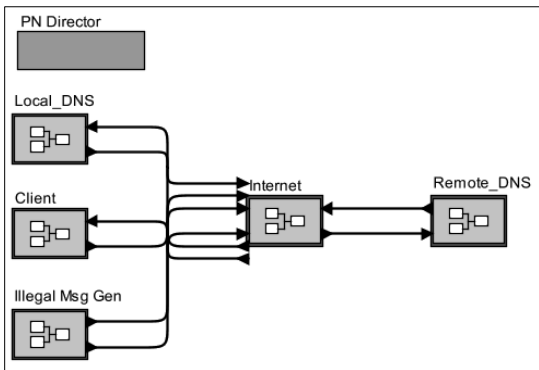 PN Director
Local_DNS
Client
Internet
Remote_DNS
Illegal Msg Gen